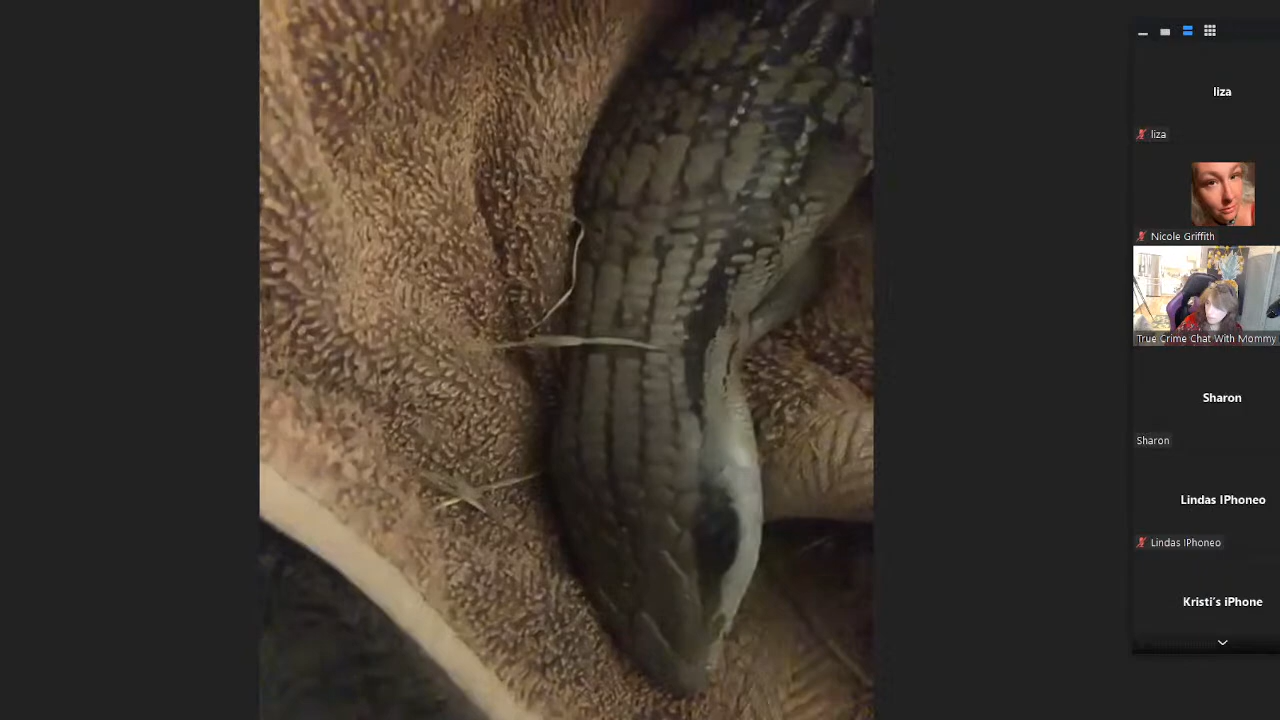 liza
liza
Nicole Griffith
True Crime Chat With Mommy
Sharon
Sharon
Lindas IPhoneo
Lindas IPhoneo
Kristi's iPhone